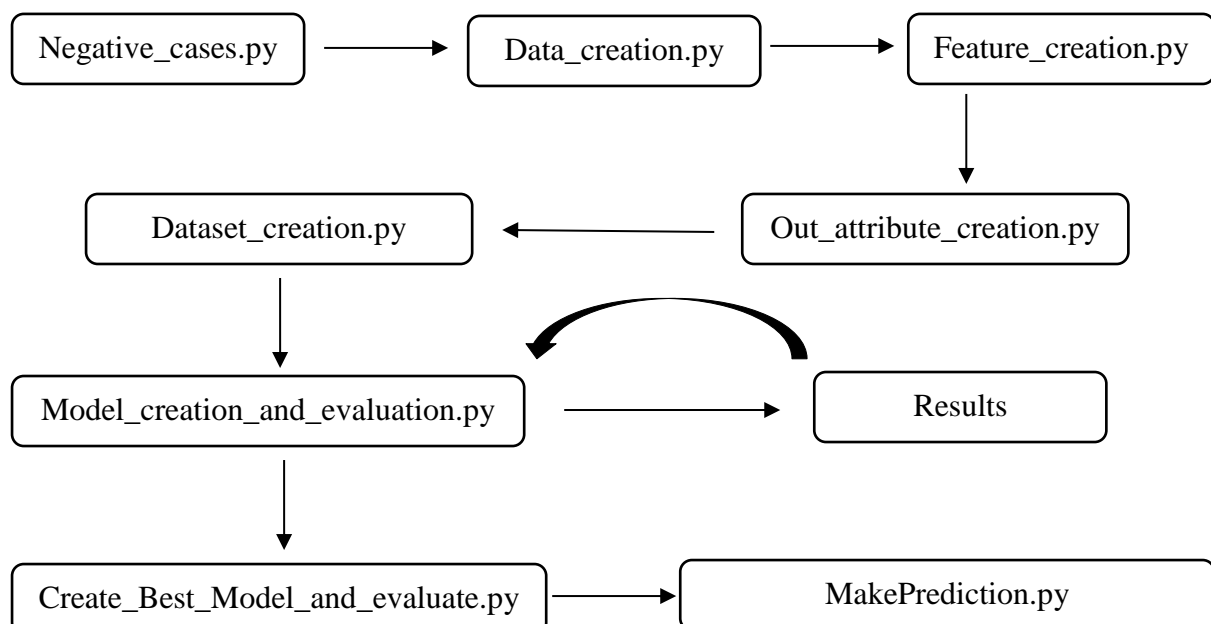 Negative_cases.py
Data_creation.py
Feature_creation.py
Dataset_creation.py
Out_attribute_creation.py
Model_creation_and_evaluation.py
Results
Create_Best_Model_and_evaluate.py
MakePrediction.py